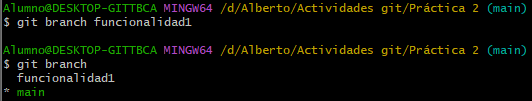 Alumno@DESKTOP-GITTBCA MINGW64 /d/Alberto/Actividades git/Práctica 2 (main)
$ git branch funcionalidad1
Alumno@DESKTOP-GITTBCA MINGW64 /d/Alberto/Actividades git/Práctica 2 (main)
$ git branch
funcionalidad1
* main